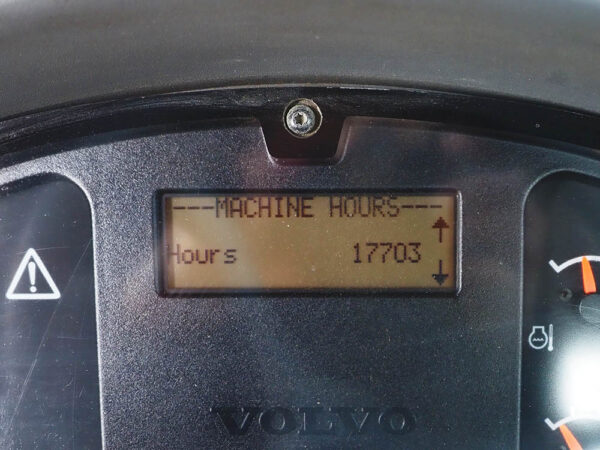 ---MACHINE HOURS---
Hours 17703
VOLVO